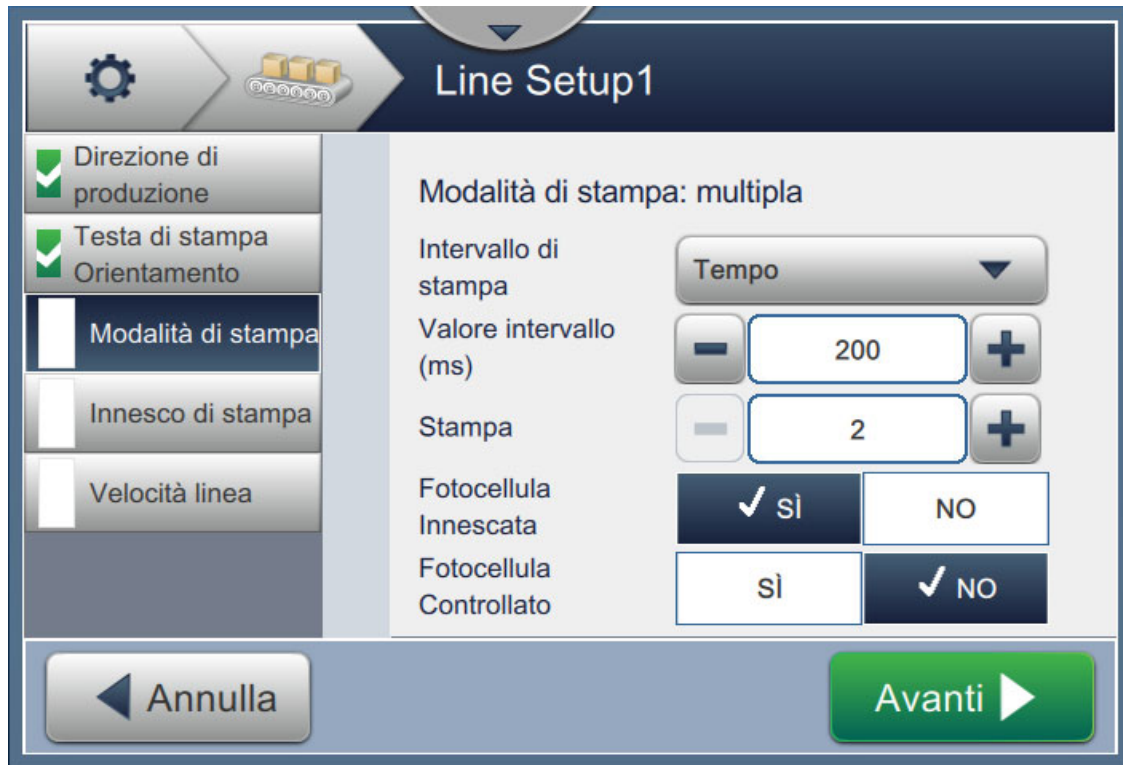 Line Setup1
Direzione di
produzione
Testa di stampa
Orientamento
Modalità di stampa
Innesco di stampa
Velocità linea
Modalità di stampa: multipla
Intervallo di
stampa
Tempo
Valore intervallo
(ms)
200
Stampa
2
Fotocellula
Innescata
SÌ
NO
Fotocellula
Controllato
SÌ
NO
Annulla
Avanti